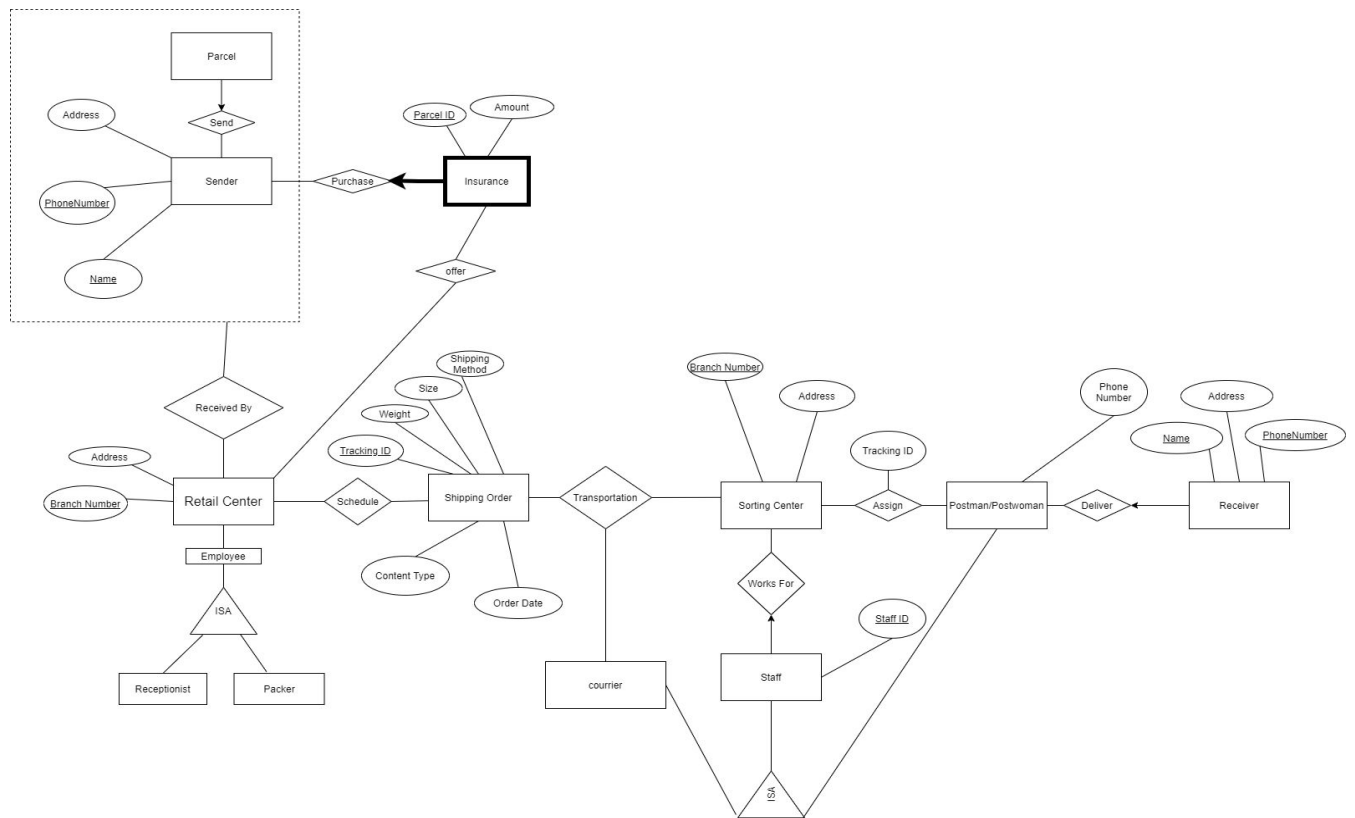 Parcel
Address
Send
Sender
PhoneNumber
Name
Purchase
Parcel ID
Amount
Insurance
offer
Received By
Address
Branch Number
Retail Center
Employee
ISA
Receptionist
Packer
Schedule
Shipping
Method
Size
Weight
Tracking ID
Shipping Order
Content Type
Order Date
Transportation
courrier
Branch Number
Address
Sorting Center
Works For
Staff ID
Staff
ISA
Tracking ID
Assign
Phone
Number
Postman/Postwoman
Deliver
Address
Name
PhoneNumber
Receiver